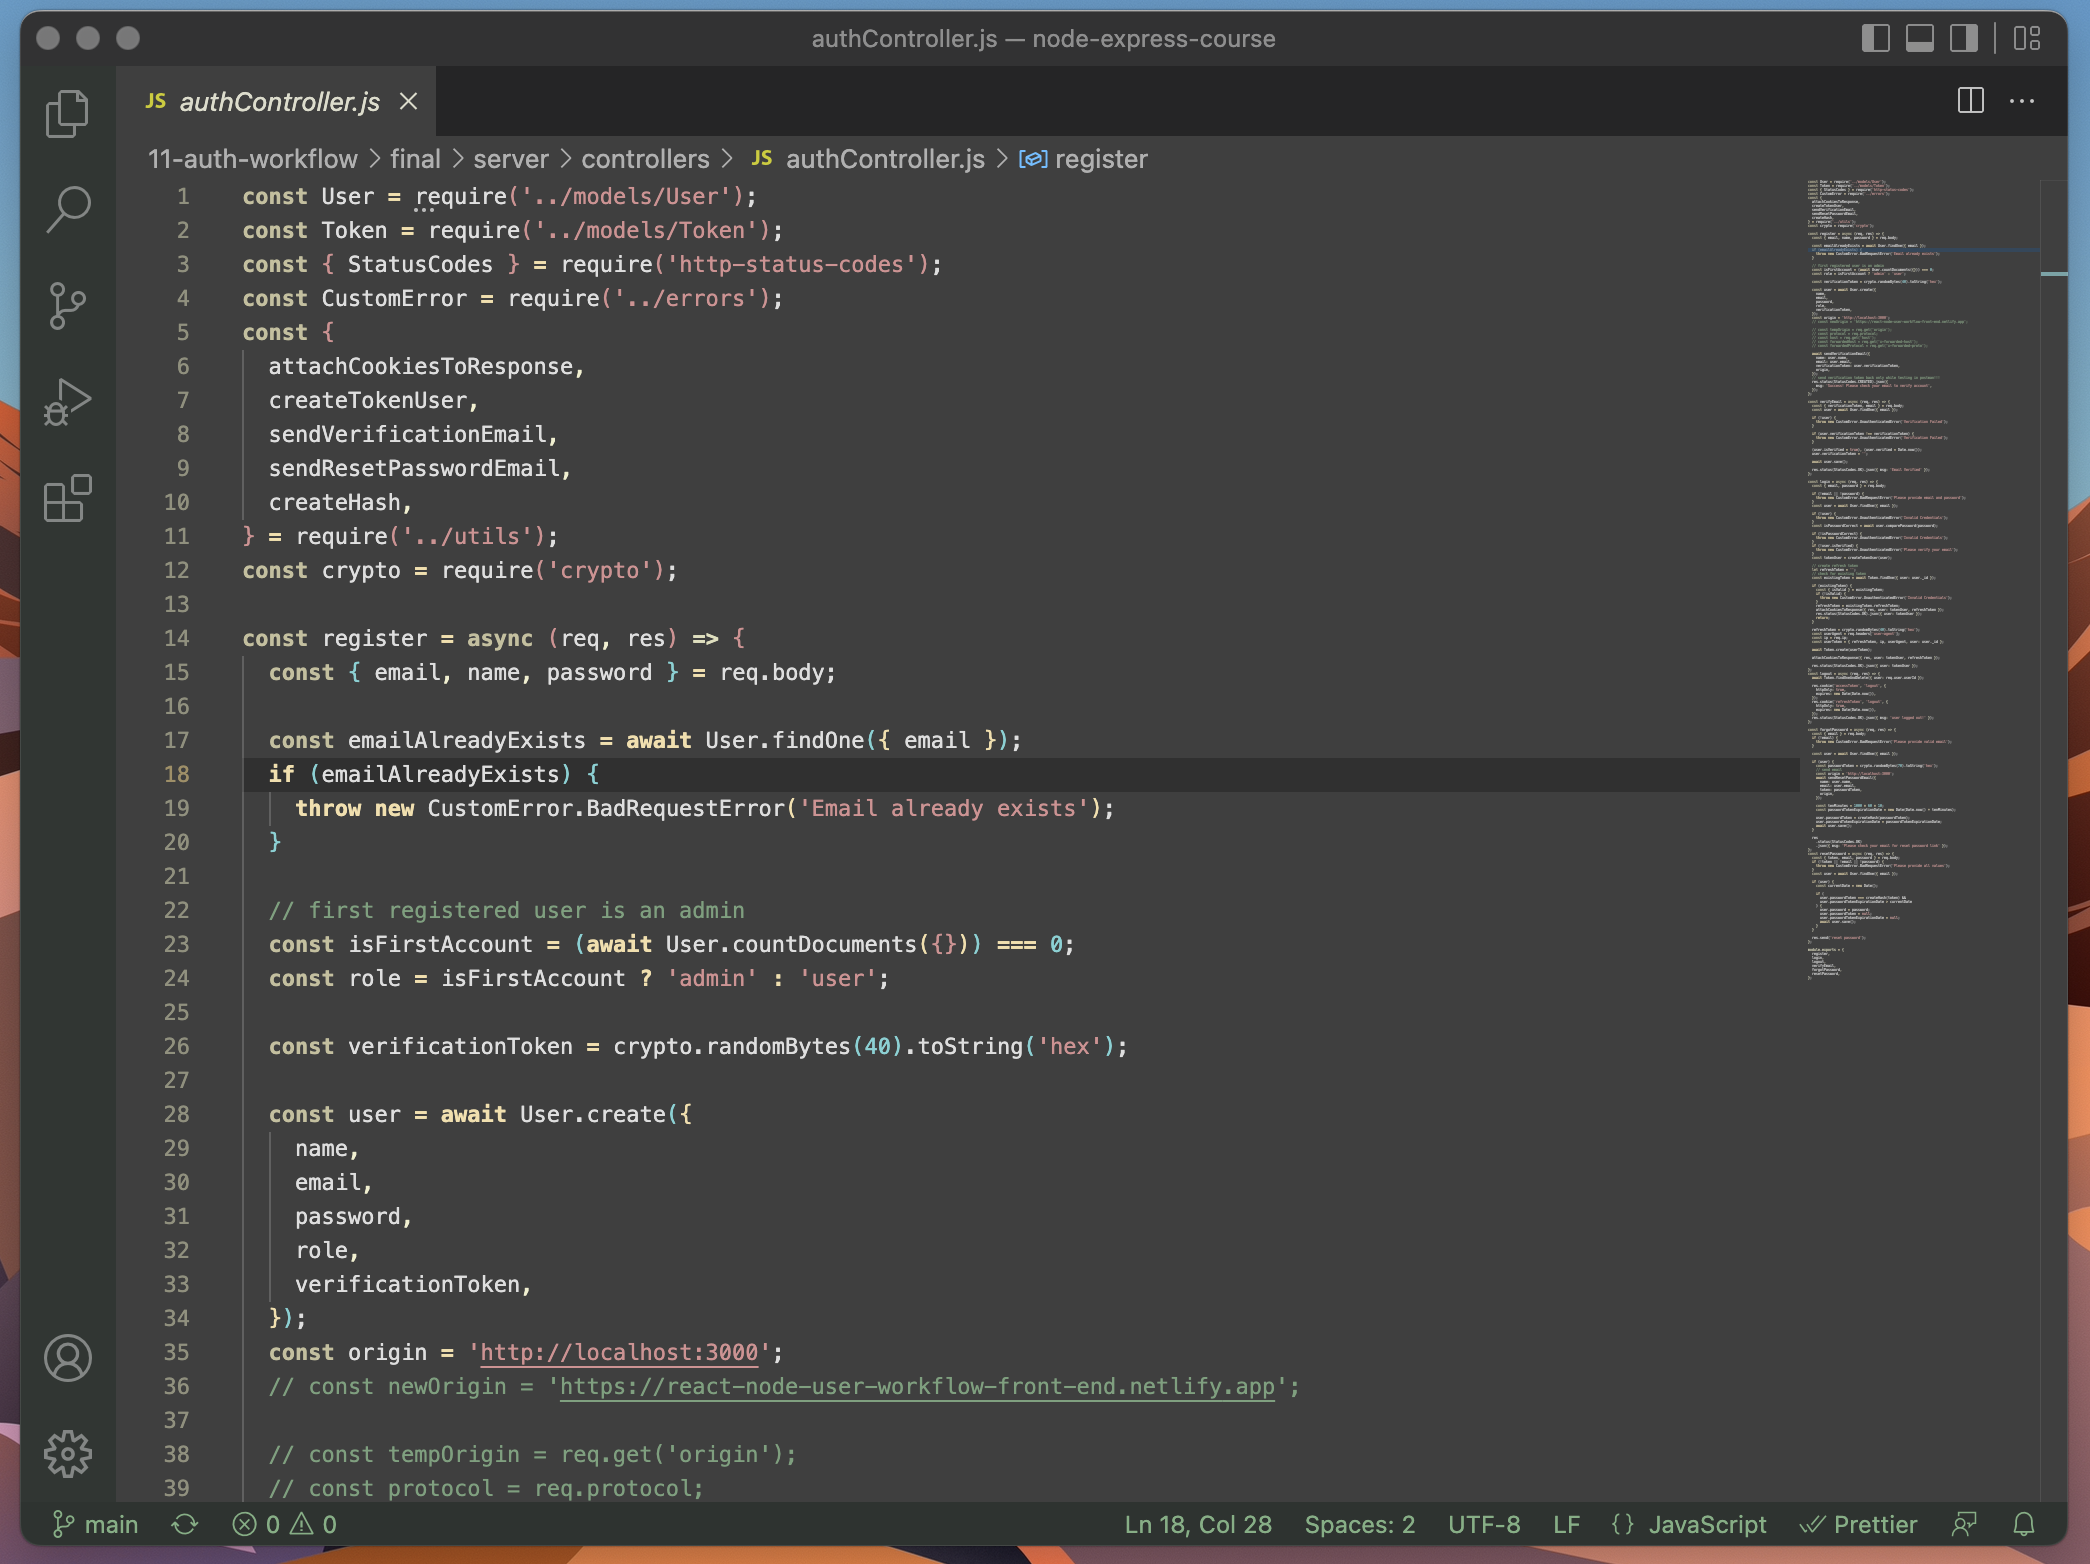 authController.js — node-express-course
JS authController.js
11-auth-workflow > final > server > controllers > JS authController.js > register
1 const User = require('../models/User');
2 const Token = require('../models/Token');
3 const { StatusCodes } = require('http-status-codes');
4 const CustomError = require('../errors');
5 const {
6   attachCookiesToResponse,
7   createTokenUser,
8   sendVerificationEmail,
9   sendResetPasswordEmail,
10   createHash,
11 } = require('../utils');
12 const crypto = require('crypto');
13
14 const register = async (req, res) => {
15   const { email, name, password } = req.body;
16
17   const emailAlreadyExists = await User.findOne({ email });
18   if (emailAlreadyExists) {
19     throw new CustomError.BadRequestError('Email already exists');
20   }
21
22   // first registered user is an admin
23   const isFirstAccount = (await User.countDocuments({})) === 0;
24   const role = isFirstAccount ? 'admin' : 'user';
25
26   const verificationToken = crypto.randomBytes(40).toString('hex');
27
28   const user = await User.create({
29     name,
30     email,
31     password,
32     role,
33     verificationToken,
34   });
35   const origin = 'http://localhost:3000';
36   // const newOrigin = 'https://react-node-user-workflow-front-end.netlify.app';
37
38   // const tempOrigin = req.get('origin');
39   // const protocol = req.protocol;
main 0 0 Ln 18, Col 28 Spaces: 2 UTF-8 LF {} JavaScript Prettier